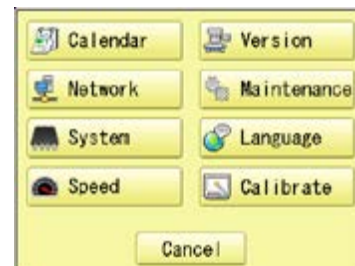 Calendar
Version
Network
Maintenance
System
Language
Speed
Calibrate
Cancel